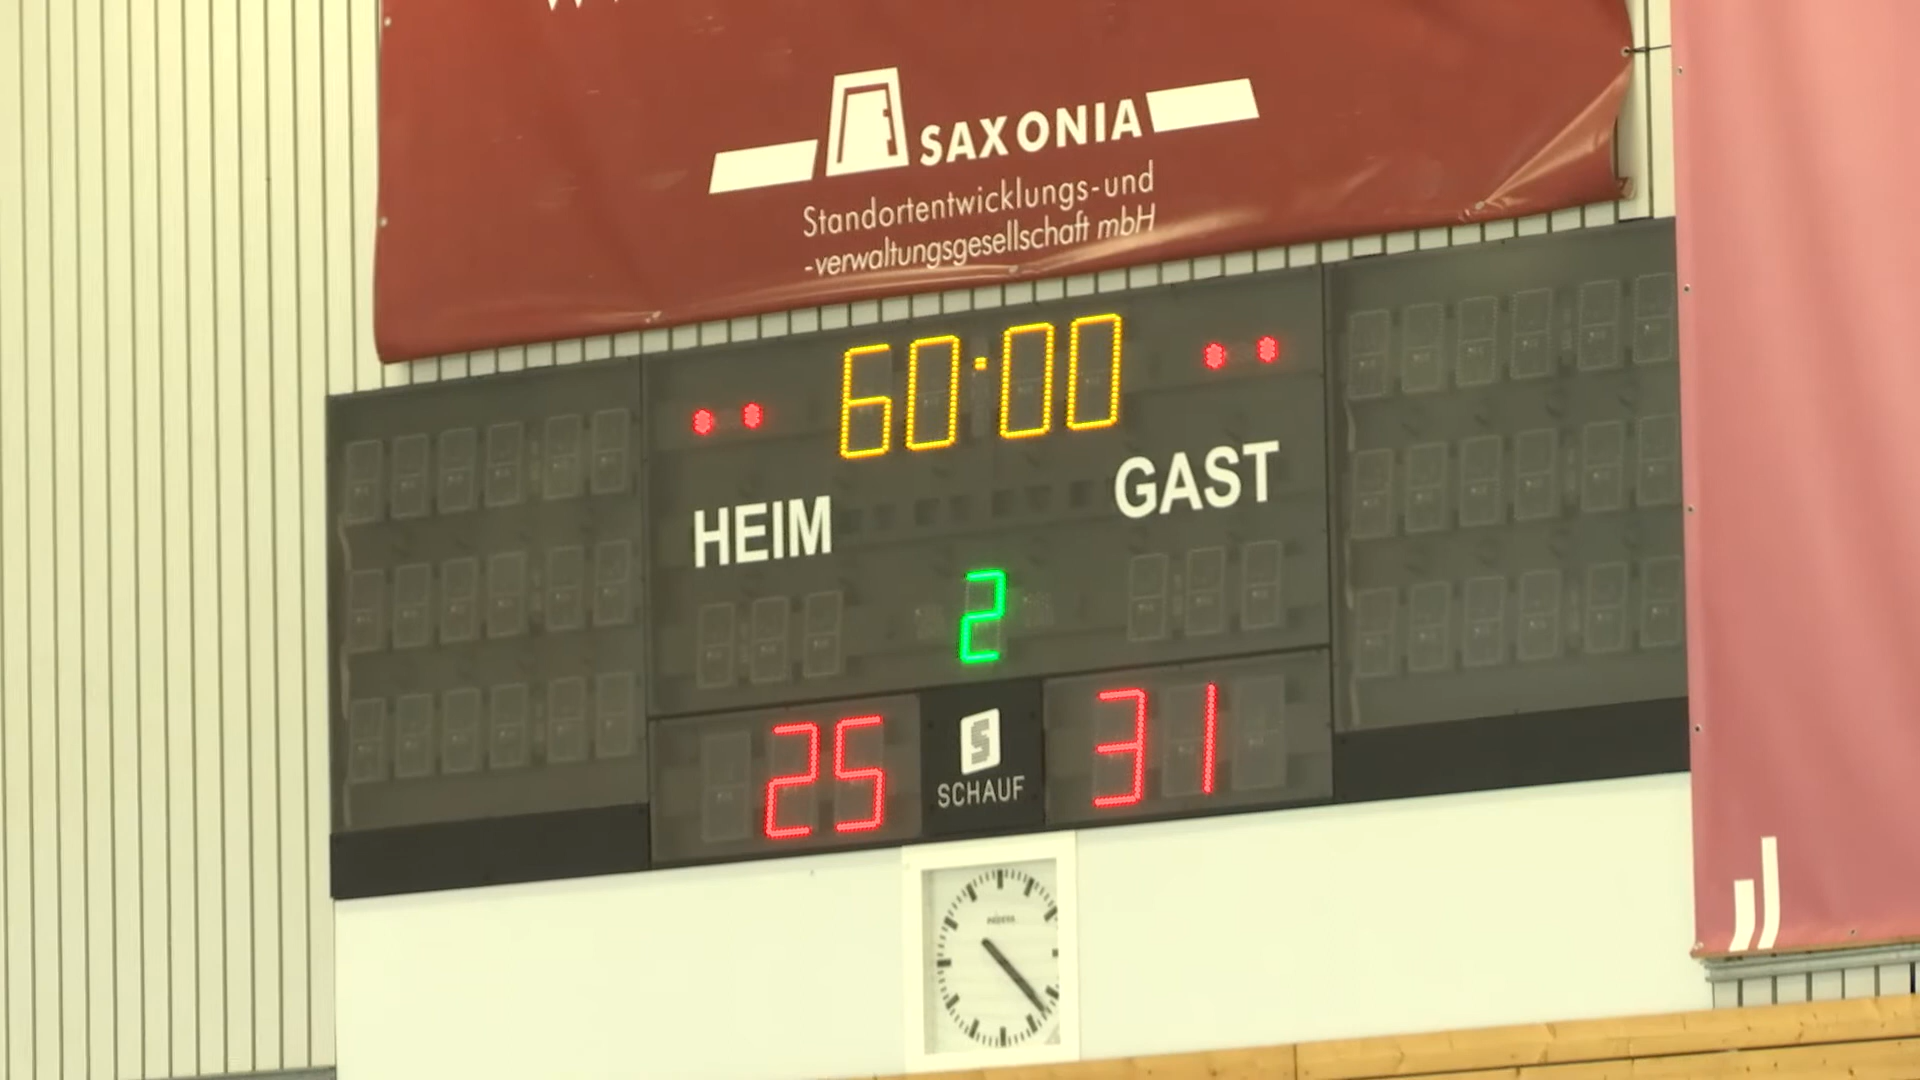 SAXONIA
Standortentwicklungs-und
-verwaltungsgesellschaft mbH
60:00
HEIM
GAST
2
25
31
S
SCHAUF